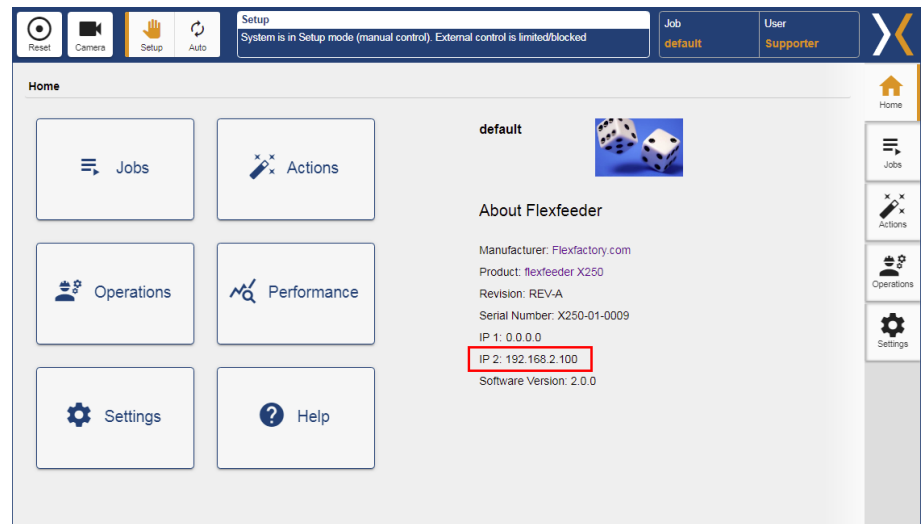 Reset
Camera
Setup
Auto
Setup
System is in Setup mode (manual control). External control is limited/blocked
Job
default
User
Supporter
Home
Jobs
Actions
Operations
Performance
Settings
Help
default
About Flexfeeder
Manufacturer: Flexfactory.com
Product: flexfeeder X250
Revision: REV-A
Serial Number: X250-01-0009
IP 1: 0.0.0.0
IP 2: 192.168.2.100
Software Version: 2.0.0
Home
Jobs
Actions
Operations
Settings